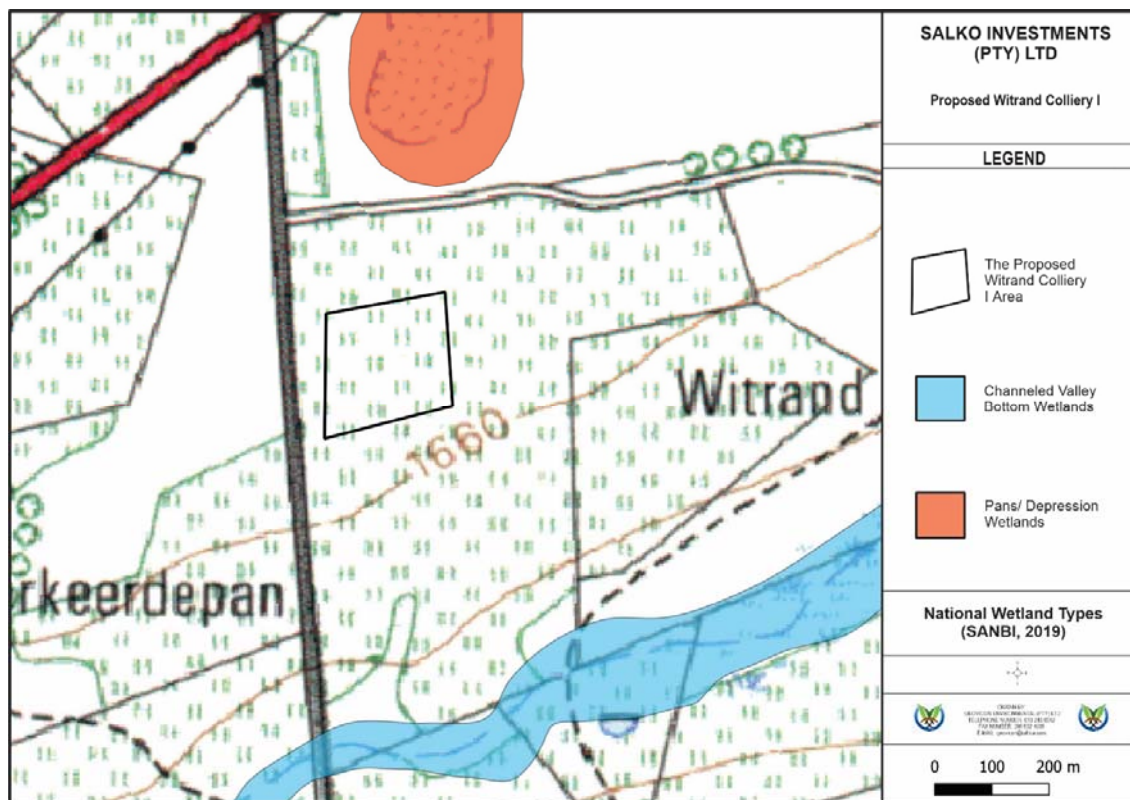 SALKO INVESTMENTS
(PTY) LTD
Proposed Witrand Colliery I
LEGEND
The Proposed
Witrand Colliery
I Area
Channeled Valley
Bottom Wetlands
Pans/ Depression
Wetlands
National Wetland Types
(SANBI, 2019)
0 100 200 m
Witrand
1660
rkeerdepan